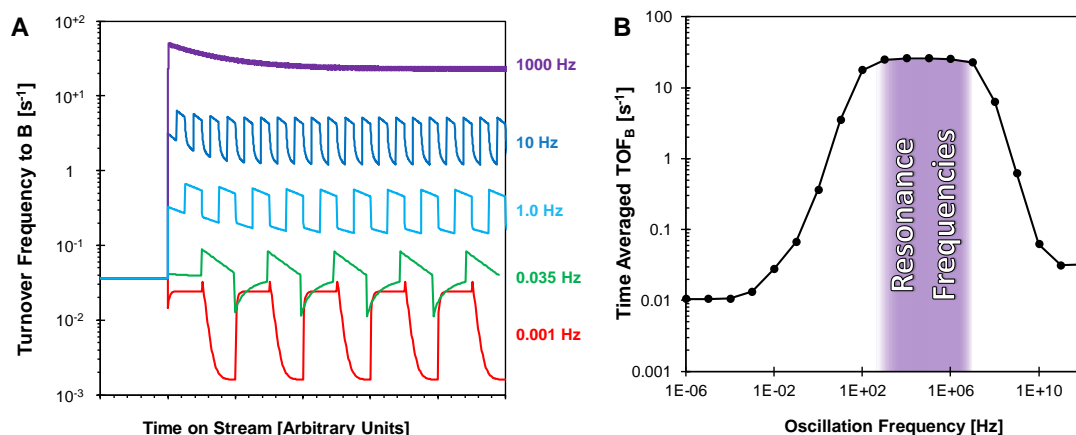 A
Turnover Frequency to B [s-1]
10+2
10+1
1
10-1
10-2
10-3
1000 Hz
10 Hz
1.0 Hz
0.035 Hz
0.001 Hz
Time on Stream [Arbitrary Units]
B
Time Averaged TOFB [s-1]
100
10
1
0.1
0.01
0.001
Resonance
Frequencies
1E-06
1E-02
1E+02
1E+06
1E+10
Oscillation Frequency [Hz]